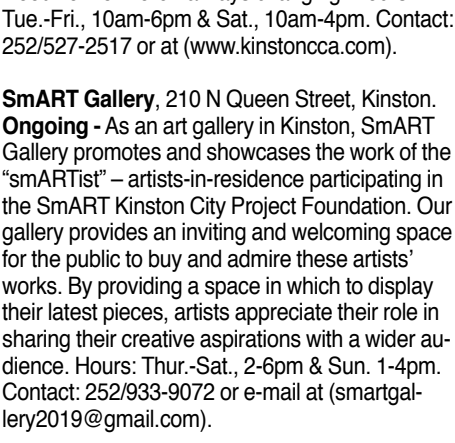 Tue.-Fri., 10am-6pm & Sat., 10am-4pm. Contact:
252/527-2517 or at (www.kinstoncca.com).
SmART Gallery, 210 N Queen Street, Kinston.
Ongoing - As an art gallery in Kinston, SmART
Gallery promotes and showcases the work of the
“smARTist” – artists-in-residence participating in
the SmART Kinston City Project Foundation. Our
gallery provides an inviting and welcoming space
for the public to buy and admire these artists’
works. By providing a space in which to display
their latest pieces, artists appreciate their role in
sharing their creative aspirations with a wider au-
dience. Hours: Thur.-Sat., 2-6pm & Sun. 1-4pm.
Contact: 252/933-9072 or e-mail at (smartgal-
lery2019@gmail.com).